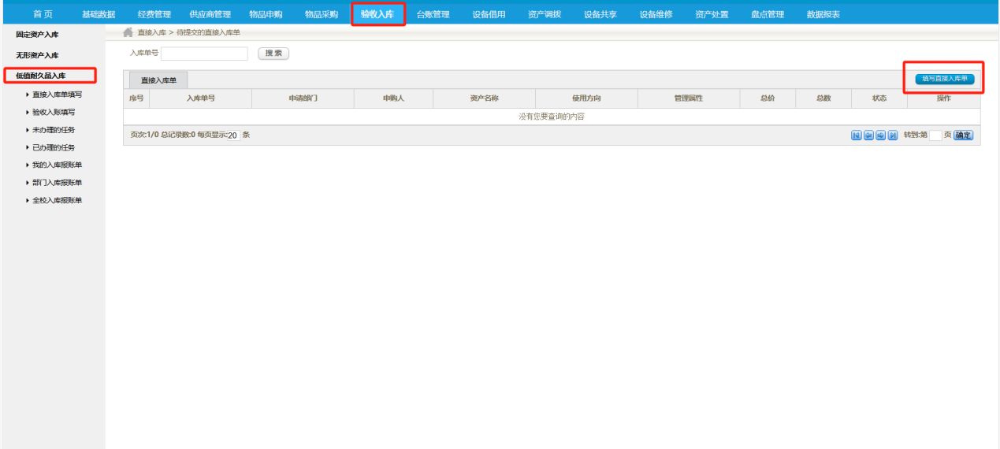 首 页 基础数据 经费管理 供应商管理 物品申购 物品采购 验收入库 台账管理 设备借用 资产调拨 设备共享 设备维修 资产处置 盘点管理 数据报表
固定资产入库
无形资产入库
低值耐久品入库
直接入库单填写
验收入账填写
未办理的任务
已办理的任务
我的入库报账单
部门入库报账单
全校入库报账单
直接入库 > 待提交的直接入库单
入库单号 搜 索
直接入库单 填写直接入库单
序号 入库单号 申请部门 申购人 资产名称 使用方向 管理属性 总价 总数 状态 操作
没有您要查询的内容
页次:1/0 总记录数:0 每页显示:20 条 转到:第 页 确定